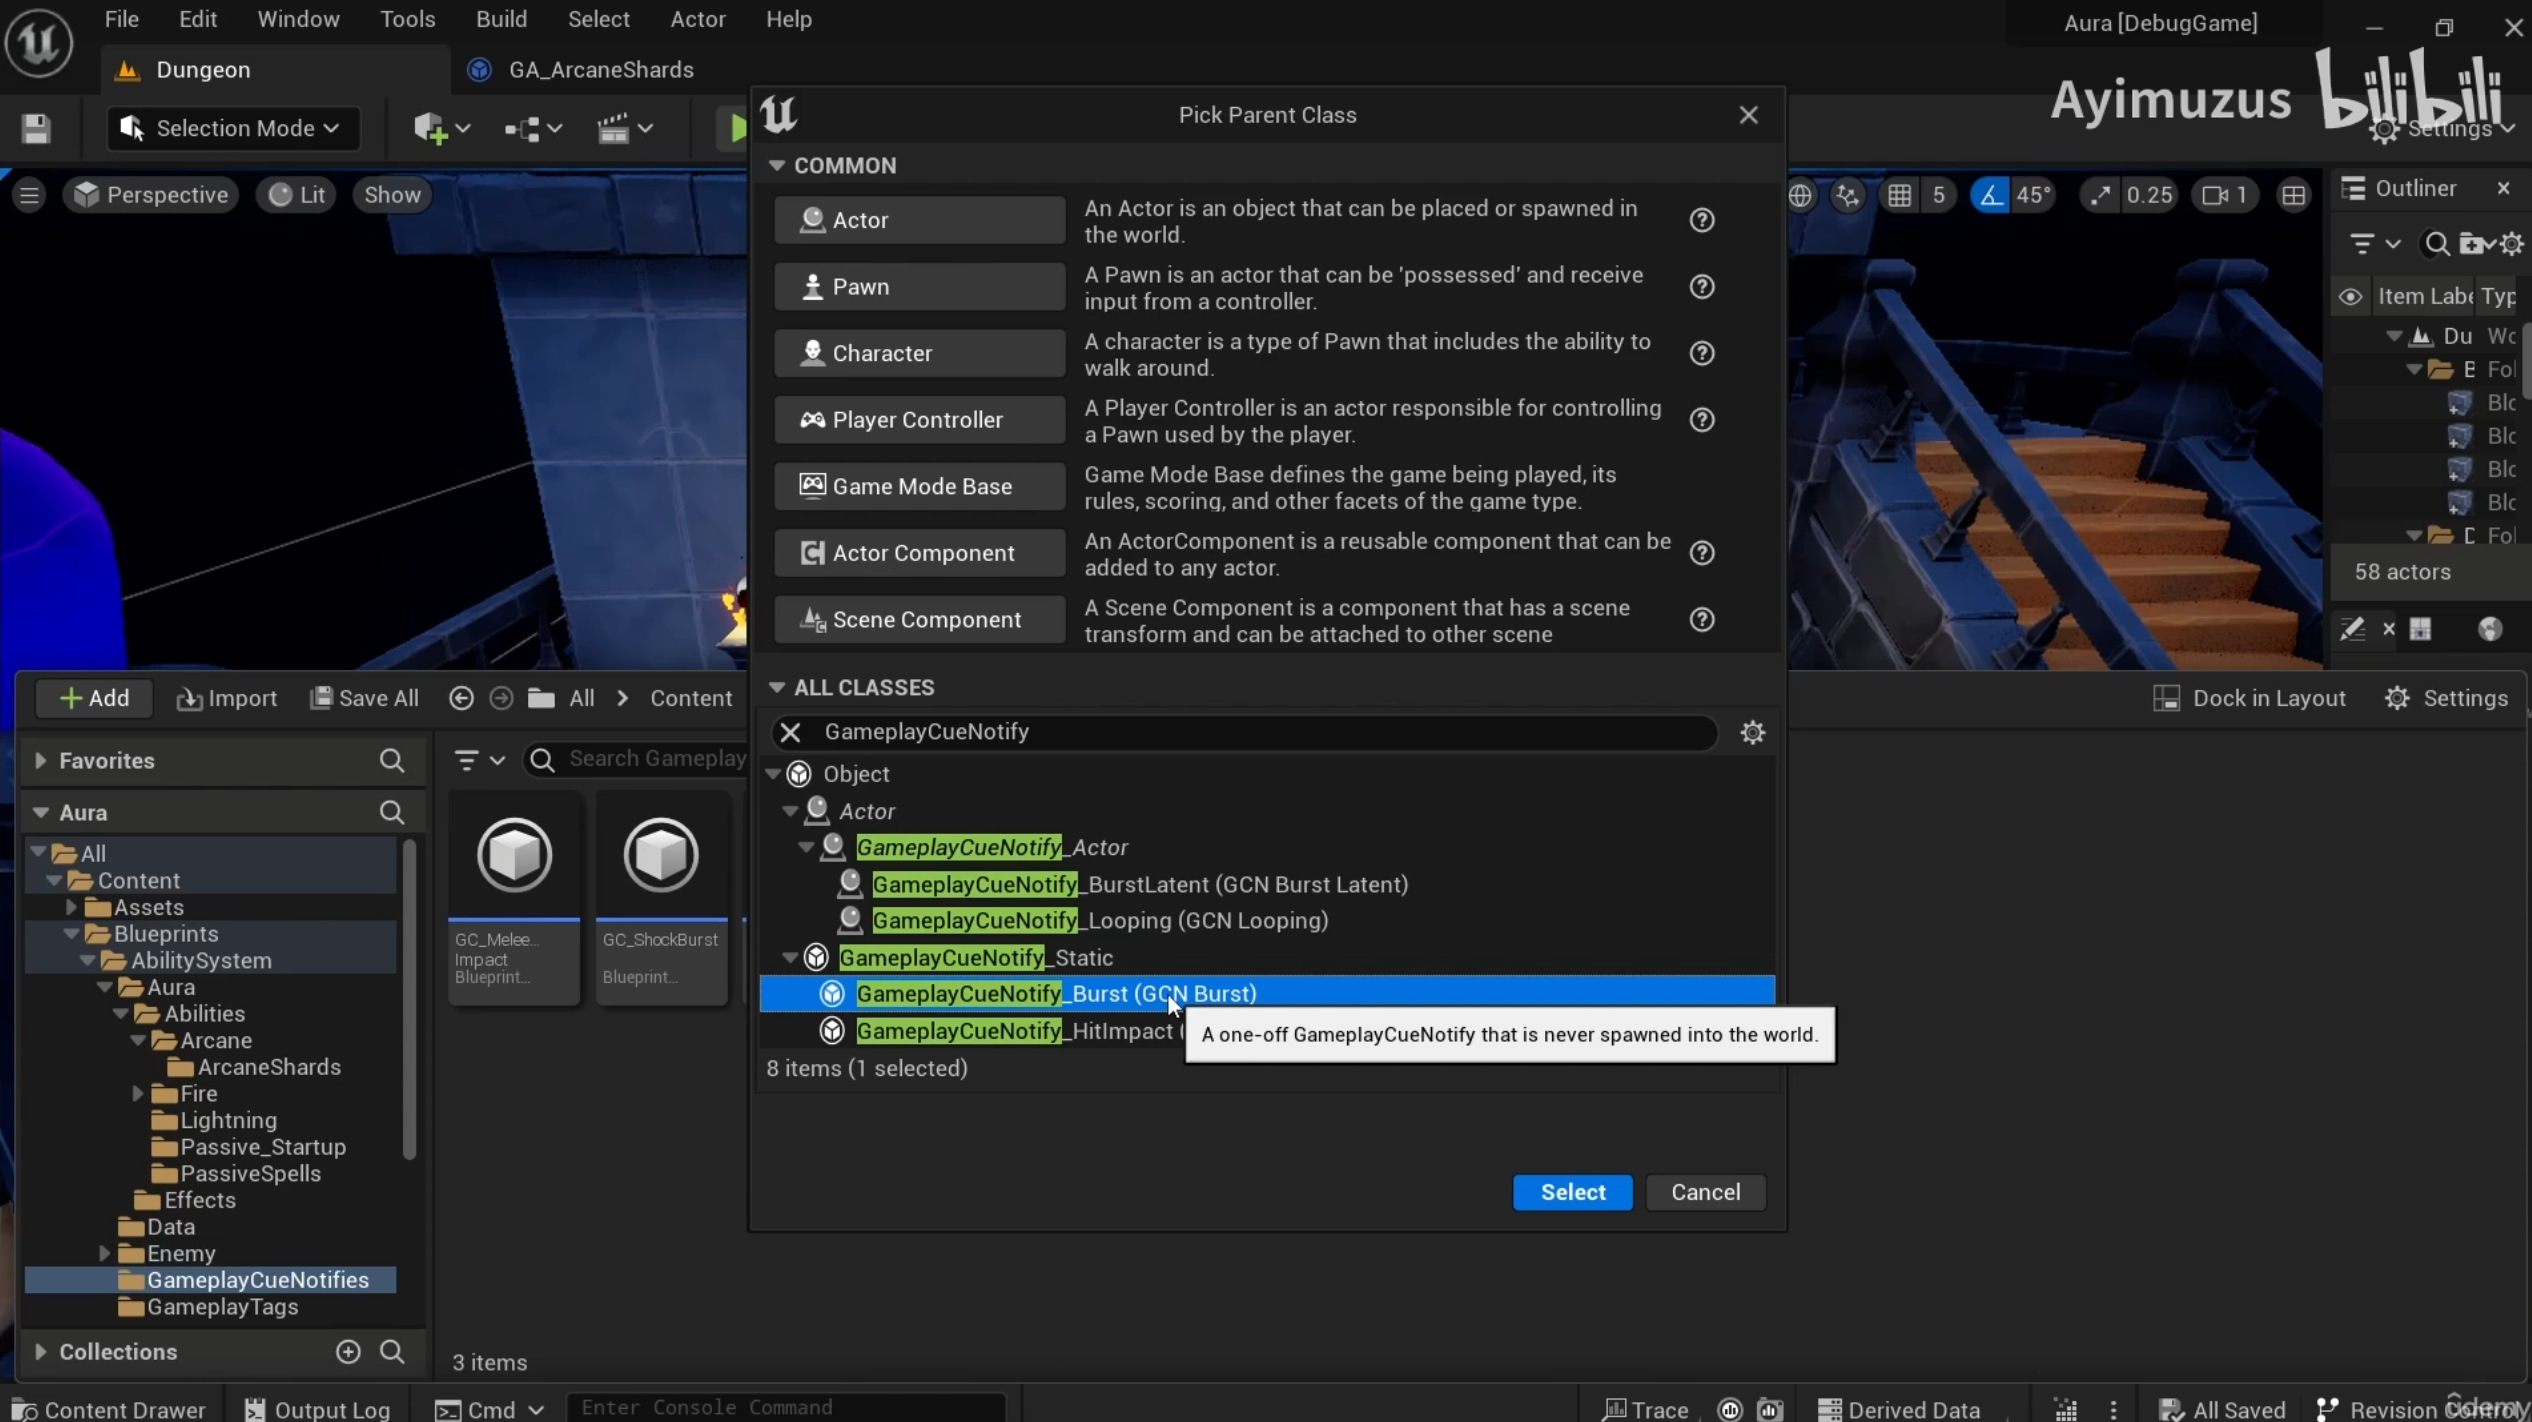 File Edit Window Tools Build Select Actor Help
Aura [DebugGame]
Dungeon
GA_ArcaneShards
Ayimuzus bilibili
Selection Mode
Settings
Pick Parent Class
COMMON
Perspective Lit Show
5 45° 0.25 1
Outliner
Actor
An Actor is an object that can be placed or spawned in
the world.
Pawn
A Pawn is an actor that can be 'possessed' and receive
input from a controller.
Character
A character is a type of Pawn that includes the ability to
walk around.
Player Controller
A Player Controller is an actor responsible for controlling
a Pawn used by the player.
Game Mode Base
Game Mode Base defines the game being played, its
rules, scoring, and other facets of the game type.
Actor Component
An ActorComponent is a reusable component that can be
added to any actor.
Scene Component
A Scene Component is a component that has a scene
transform and can be attached to other scene
Item Labe Typ
Du Wo
B Fol
Blo
Blo
Blo
Blo
D Fol
58 actors
ALL CLASSES
GameplayCueNotify
Object
Actor
GameplayCueNotify_Actor
GameplayCueNotify_BurstLatent (GCN Burst Latent)
GameplayCueNotify_Looping (GCN Looping)
GameplayCueNotify_Static
GameplayCueNotify_Burst (GCN Burst)
GameplayCueNotify_HitImpact (
A one-off GameplayCueNotify that is never spawned into the world.
8 items (1 selected)
Select Cancel
Add Import Save All All > Content
Dock in Layout Settings
Favorites
Aura
Search Gameplay
All
Content
Assets
Blueprints
AbilitySystem
Aura
Abilities
Arcane
ArcaneShards
Fire
Lightning
Passive_Startup
PassiveSpells
Effects
Data
Enemy
GameplayCueNotifies
GameplayTags
Collections
GC_Melee...
Impact
Blueprint...
GC_ShockBurst
Blueprint...
3 items
Content Drawer Output Log Cmd Enter Console Command
Trace Derived Data All Saved Revision Control